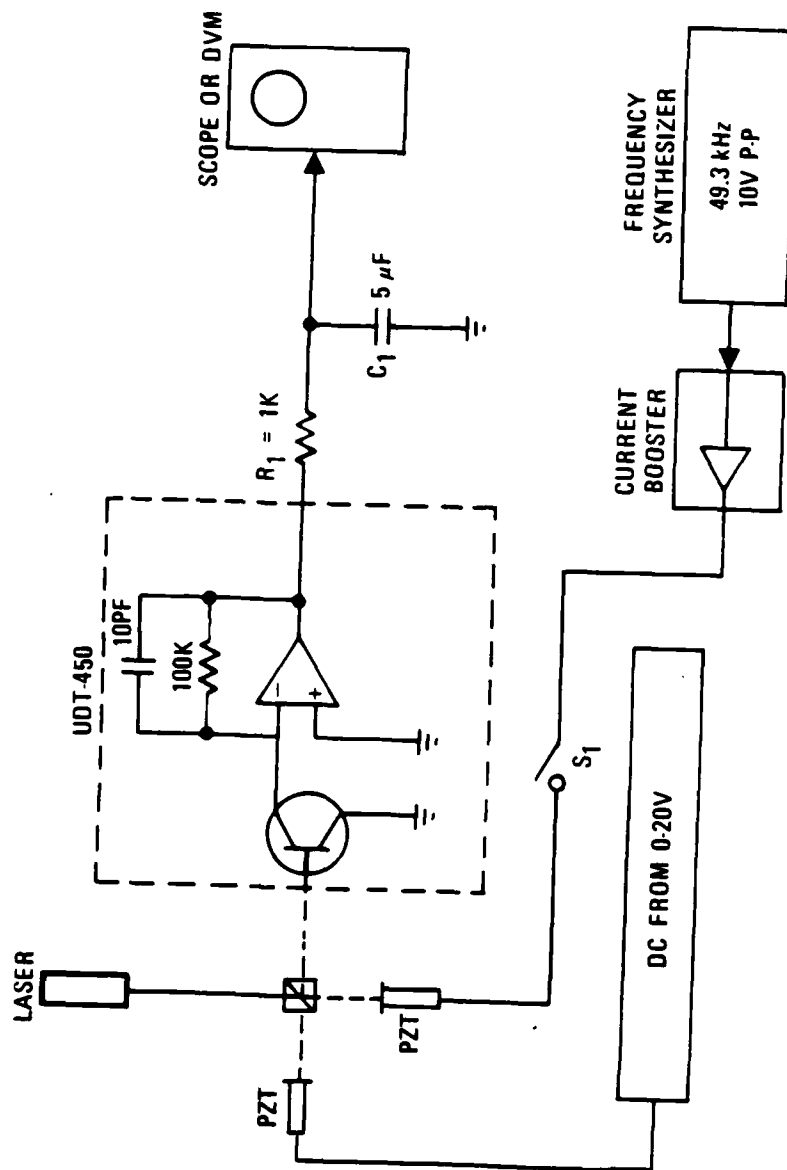 LASER
PZT
PZT
UDT-450
10PF
100K
−
+
R1 = 1K
C1
5 μF
SCOPE OR DVM
S1
DC FROM 0-20V
CURRENT
BOOSTER
FREQUENCY
SYNTHESIZER
49.3 kHz
10V P-P